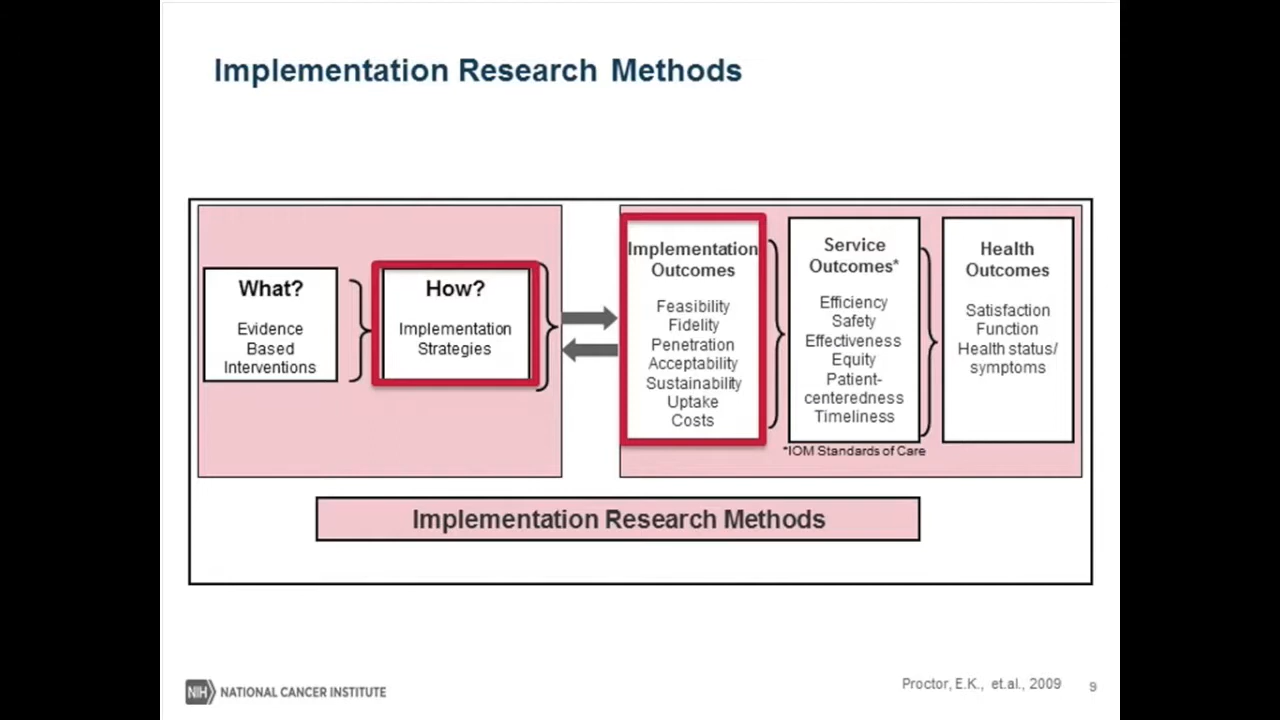 Implementation Research Methods
What?
Evidence
Based
Interventions
How?
Implementation
Strategies
Implementation
Outcomes
Feasibility
Fidelity
Penetration
Acceptability
Sustainability
Uptake
Costs
Service
Outcomes*
Efficiency
Safety
Effectiveness
Equity
Patient-
centeredness
Timeliness
*IOM Standards of Care
Health
Outcomes
Satisfaction
Function
Health status/
symptoms
Implementation Research Methods
NIH NATIONAL CANCER INSTITUTE
Proctor, E.K., et.al., 2009
9